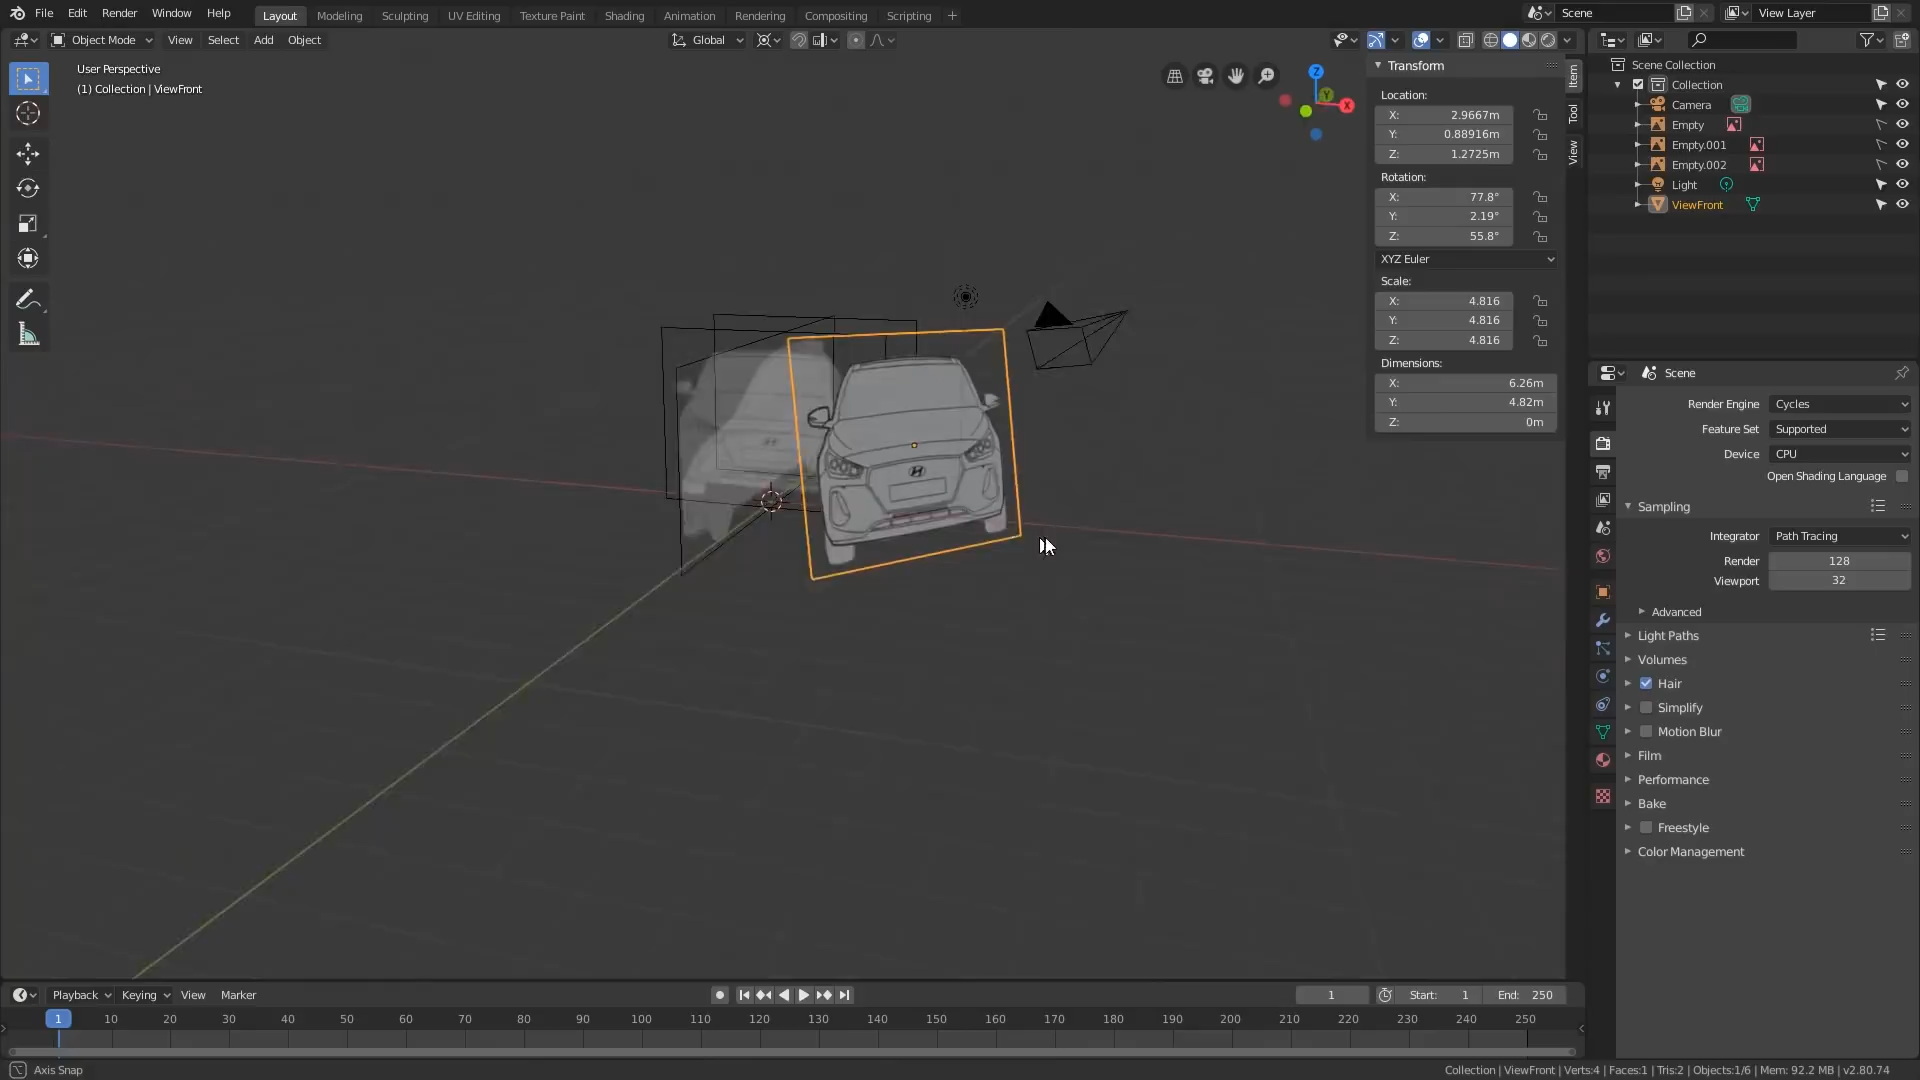 File Edit Render Window Help Layout Modeling Sculpting UV Editing Texture Paint Shading Animation Rendering Compositing Scripting + Scene View Layer
Object Mode View Select Add Object Global
User Perspective
(1) Collection | ViewFront
Transform
Location:
X: 2.9667m
Y: 0.88916m
Z: 1.2725m
Rotation:
X: 77.8°
Y: 2.19°
Z: 55.8°
XYZ Euler
Scale:
X: 4.816
Y: 4.816
Z: 4.816
Dimensions:
X: 6.26m
Y: 4.82m
Z: 0m
Item
Tool
View
Z
Y
X
Scene Collection
Collection
Camera
Empty
Empty.001
Empty.002
Light
ViewFront
Scene
Render Engine Cycles
Feature Set Supported
Device CPU
Open Shading Language
Sampling
Integrator Path Tracing
Render 128
Viewport 32
Advanced
Light Paths
Volumes
Hair
Simplify
Motion Blur
Film
Performance
Bake
Freestyle
Color Management
Playback Keying View Marker 1 Start: 1 End: 250
1 10 20 30 40 50 60 70 80 90 100 110 120 130 140 150 160 170 180 190 200 210 220 230 240 250
Axis Snap Collection | ViewFront | Verts:4 | Faces:1 | Tris:2 | Objects:1/6 | Mem: 92.2 MB | v2.80.74